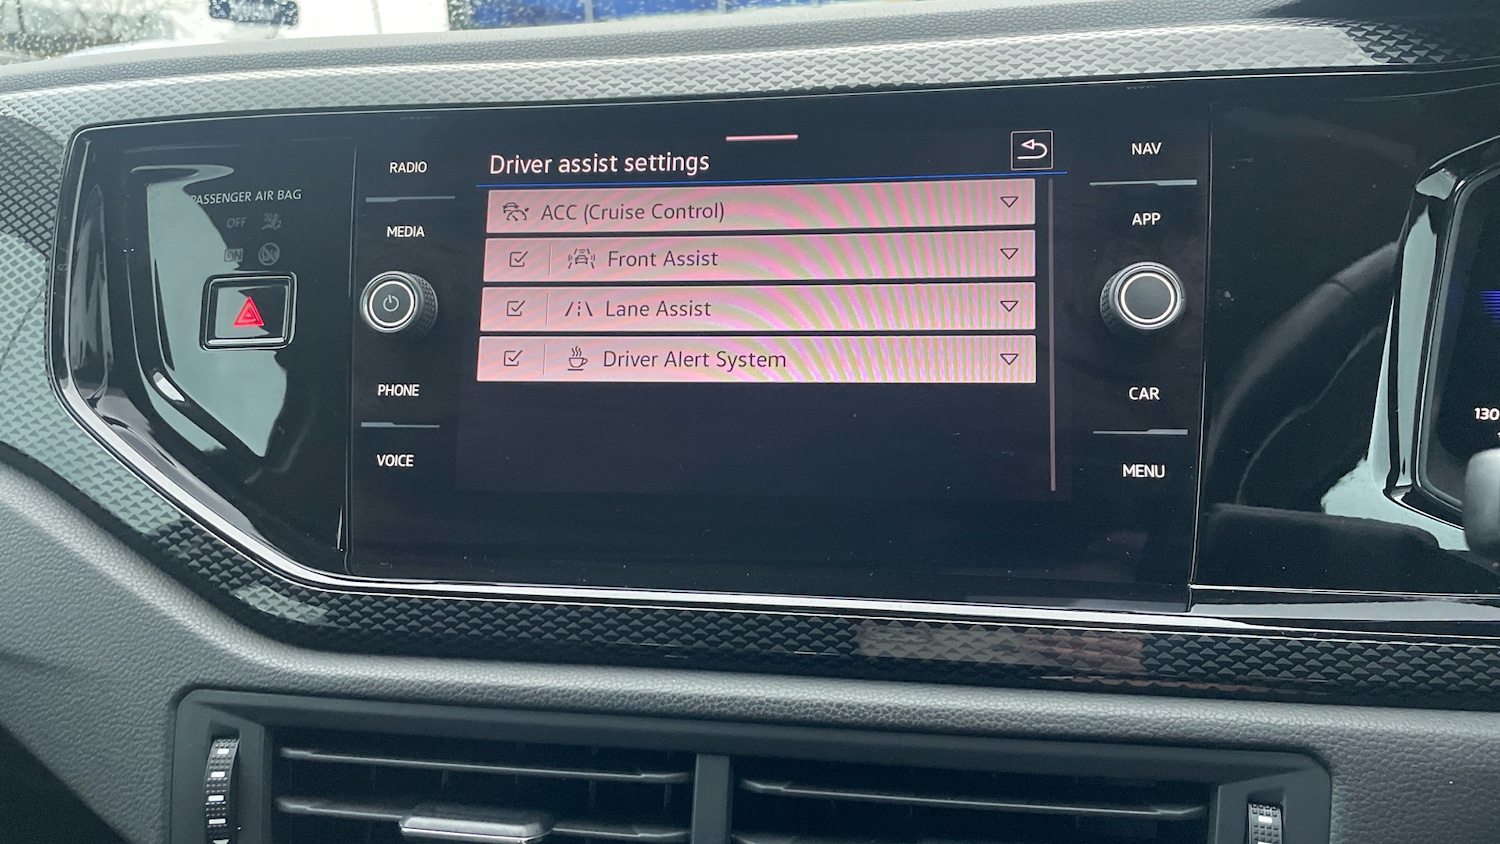 RADIO
MEDIA
PHONE
VOICE
PASSENGER AIR BAG
OFF
ON
Driver assist settings
ACC (Cruise Control)
Front Assist
Lane Assist
Driver Alert System
NAV
APP
CAR
MENU
130